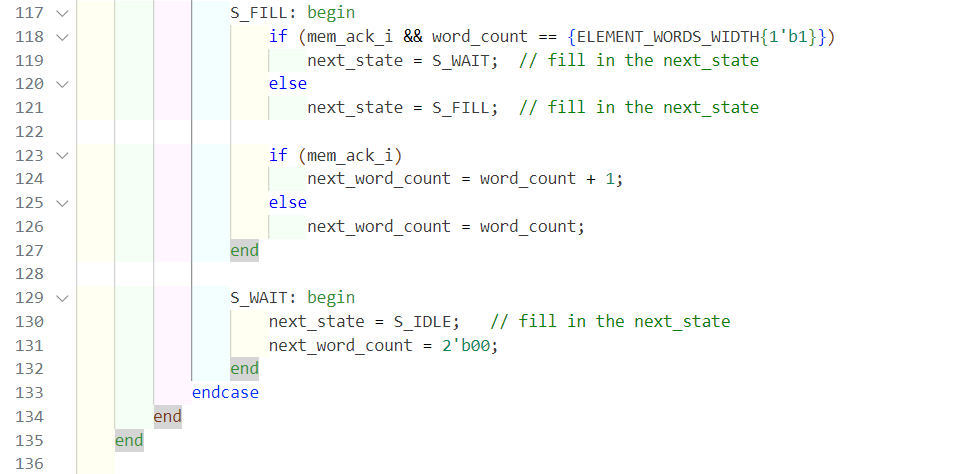 117 S_FILL: begin
118 if (mem_ack_i && word_count == {ELEMENT_WORDS_WIDTH{1'b1}})
119 next_state = S_WAIT;  // fill in the next_state
120 else
121 next_state = S_FILL;  // fill in the next_state
122
123 if (mem_ack_i)
124 next_word_count = word_count + 1;
125 else
126 next_word_count = word_count;
127 end
128
129 S_WAIT: begin
130 next_state = S_IDLE;   // fill in the next_state
131 next_word_count = 2'b00;
132 end
133 endcase
134 end
135 end
136